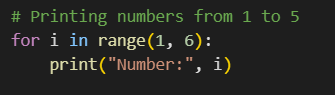 # Printing numbers from 1 to 5
for i in range(1, 6):
    print("Number:", i)